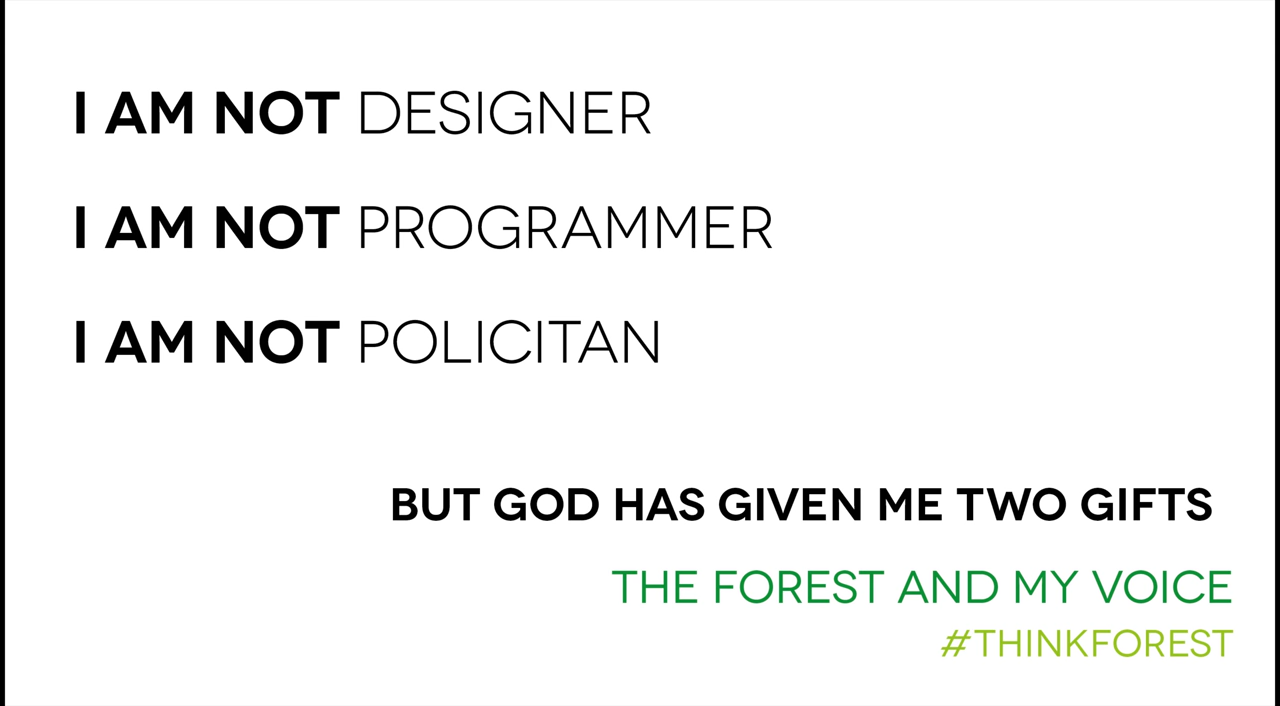 I AM NOT DESIGNER
I AM NOT PROGRAMMER
I AM NOT POLICITAN
BUT GOD HAS GIVEN ME TWO GIFTS
THE FOREST AND MY VOICE
#THINKFOREST